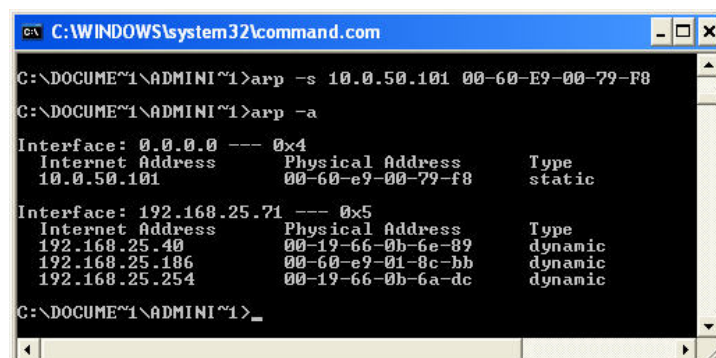 C:\WINDOWS\system32\command.com
C:\DOCUME~1\ADMINI~1>arp -s 10.0.50.101 00-60-E9-00-79-F8
C:\DOCUME~1\ADMINI~1>arp -a
Interface: 0.0.0.0 --- 0x4
Internet Address Physical Address Type
10.0.50.101 00-60-e9-00-79-f8 static
Interface: 192.168.25.71 --- 0x5
Internet Address Physical Address Type
192.168.25.40 00-19-66-0b-6e-89 dynamic
192.168.25.186 00-60-e9-01-8c-bb dynamic
192.168.25.254 00-19-66-0b-6a-dc dynamic
C:\DOCUME~1\ADMINI~1>_